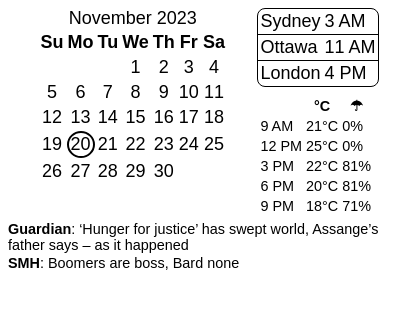 November 2023
Su Mo Tu We Th Fr Sa
1 2 3 4
5 6 7 8 9 10 11
12 13 14 15 16 17 18
19 20 21 22 23 24 25
26 27 28 29 30
Sydney 3 AM
Ottawa 11 AM
London 4 PM
°C ☂
9 AM 21°C 0%
12 PM 25°C 0%
3 PM 22°C 81%
6 PM 20°C 81%
9 PM 18°C 71%
Guardian: ‘Hunger for justice’ has swept world, Assange’s
father says – as it happened
SMH: Boomers are boss, Bard none